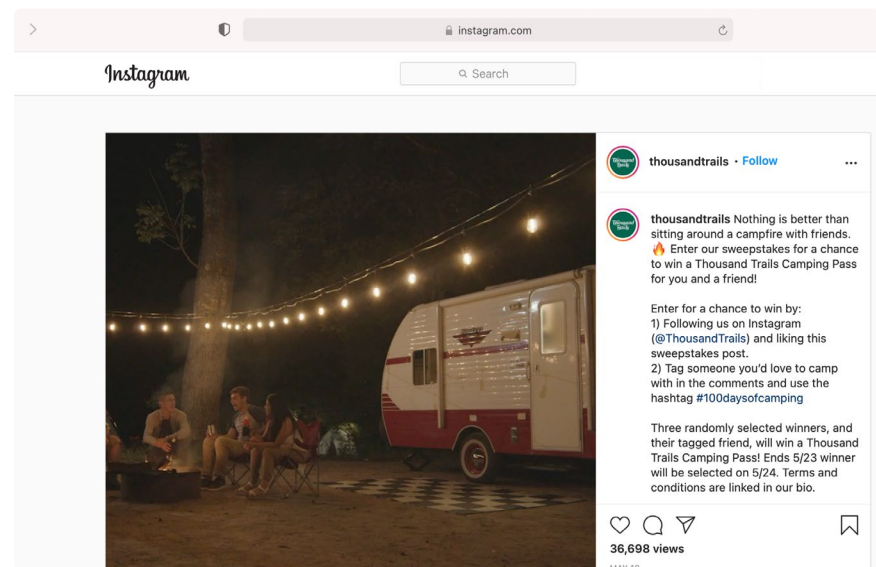 instagram.com
Instagram
Search
thousandtrails • Follow
thousandtrails Nothing is better than
sitting around a campfire with friends.
🔥 Enter our sweepstakes for a chance
to win a Thousand Trails Camping Pass
for you and a friend!
Enter for a chance to win by:
1) Following us on Instagram
(@ThousandTrails) and liking this
sweepstakes post.
2) Tag someone you’d love to camp
with in the comments and use the
hashtag #100daysofcamping
Three randomly selected winners, and
their tagged friend, will win a Thousand
Trails Camping Pass! Ends 5/23 winner
will be selected on 5/24. Terms and
conditions are linked in our bio.
36,698 views